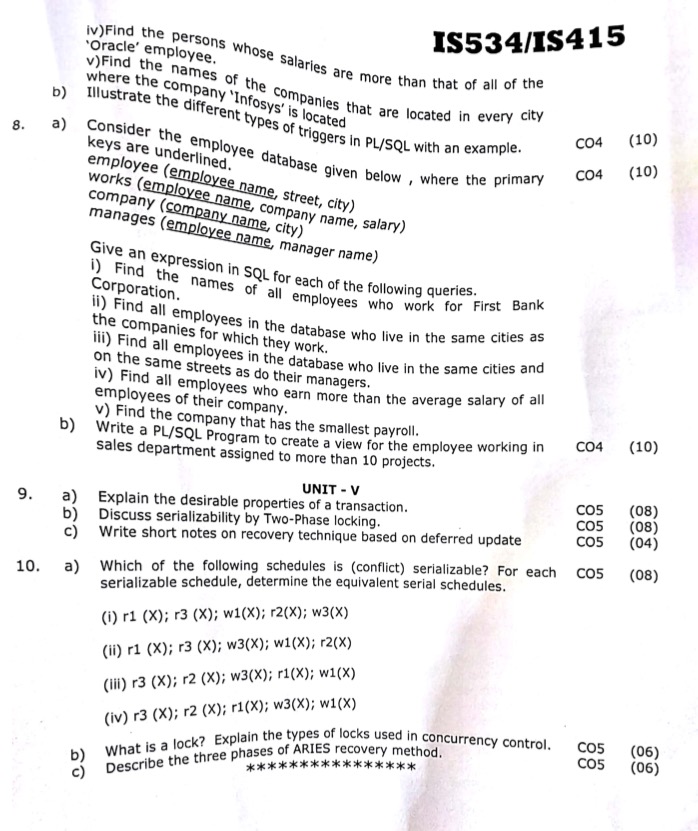 IS534/IS415
iv)Find the persons whose salaries are more than that of all of the
'Oracle' employee.
v)Find the names of the companies that are located in every city
where the company 'Infosys' is located
b) Illustrate the different types of triggers in PL/SQL with an example. CO4 (10)
8. a) Consider the employee database given below , where the primary CO4 (10)
keys are underlined.
employee (employee name, street, city)
works (employee name, company name, salary)
company (company name, city)
manages (employee name, manager name)
Give an expression in SQL for each of the following queries.
i) Find the names of all employees who work for First Bank
Corporation.
ii) Find all employees in the database who live in the same cities as
the companies for which they work.
iii) Find all employees in the database who live in the same cities and
on the same streets as do their managers.
iv) Find all employees who earn more than the average salary of all
employees of their company.
v) Find the company that has the smallest payroll.
b) Write a PL/SQL Program to create a view for the employee working in CO4 (10)
sales department assigned to more than 10 projects.
UNIT - V
9. a) Explain the desirable properties of a transaction. CO5 (08)
b) Discuss serializability by Two-Phase locking. CO5 (08)
c) Write short notes on recovery technique based on deferred update CO5 (04)
10. a) Which of the following schedules is (conflict) serializable? For each CO5 (08)
serializable schedule, determine the equivalent serial schedules.
(i) r1 (X); r3 (X); w1(X); r2(X); w3(X)
(ii) r1 (X); r3 (X); w3(X); w1(X); r2(X)
(iii) r3 (X); r2 (X); w3(X); r1(X); w1(X)
(iv) r3 (X); r2 (X); r1(X); w3(X); w1(X)
b) What is a lock? Explain the types of locks used in concurrency control. CO5 (06)
c) Describe the three phases of ARIES recovery method. CO5 (06)
****************